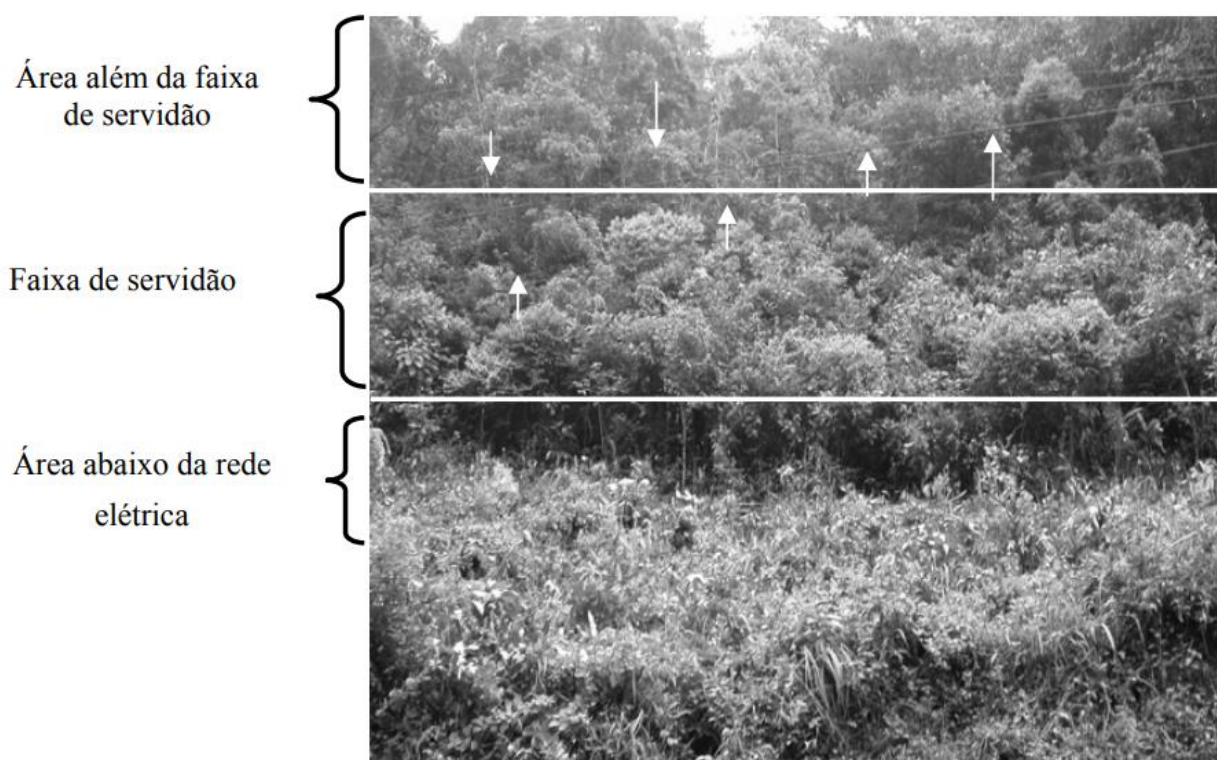 Área além da faixa
de servidão
Faixa de servidão
Área abaixo da rede
elétrica